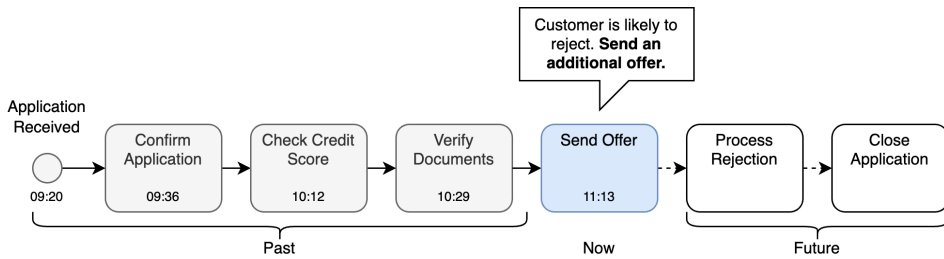 Customer is likely to
reject. Send an
additional offer.
Application
Received
09:20
Confirm
Application
09:36
Check Credit
Score
10:12
Verify
Documents
10:29
Send Offer
11:13
Process
Rejection
Close
Application
Past
Now
Future